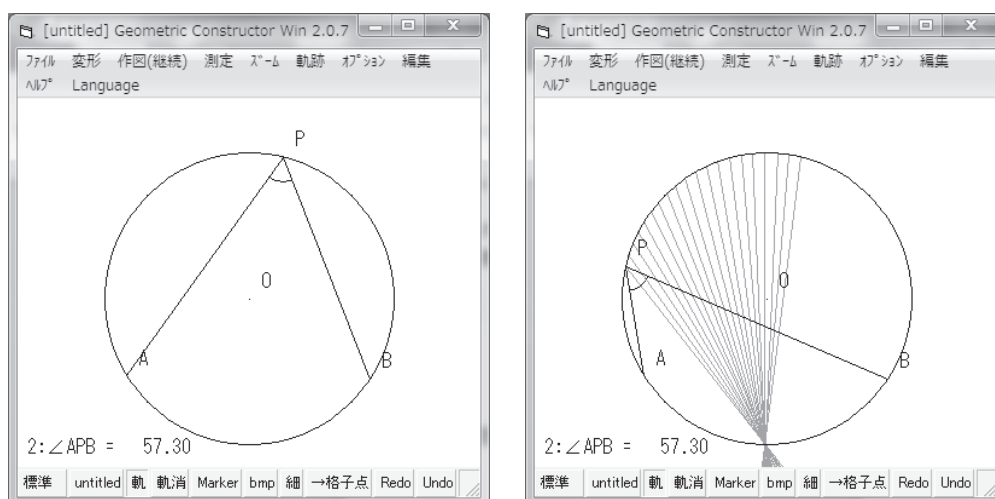 [untitled] Geometric Constructor Win 2.0.7
ファイル 変形 作図(継続) 測定 ズーム 軌跡 オプション 編集
ヘルプ Language
P
O
A
B
2:∠APB = 57.30
標準 untitled 軌 軌消 Marker bmp 細 →格子点 Redo Undo
[untitled] Geometric Constructor Win 2.0.7
ファイル 変形 作図(継続) 測定 ズーム 軌跡 オプション 編集
ヘルプ Language
P
O
A
B
2:∠APB = 57.30
標準 untitled 軌 軌消 Marker bmp 細 →格子点 Redo Undo